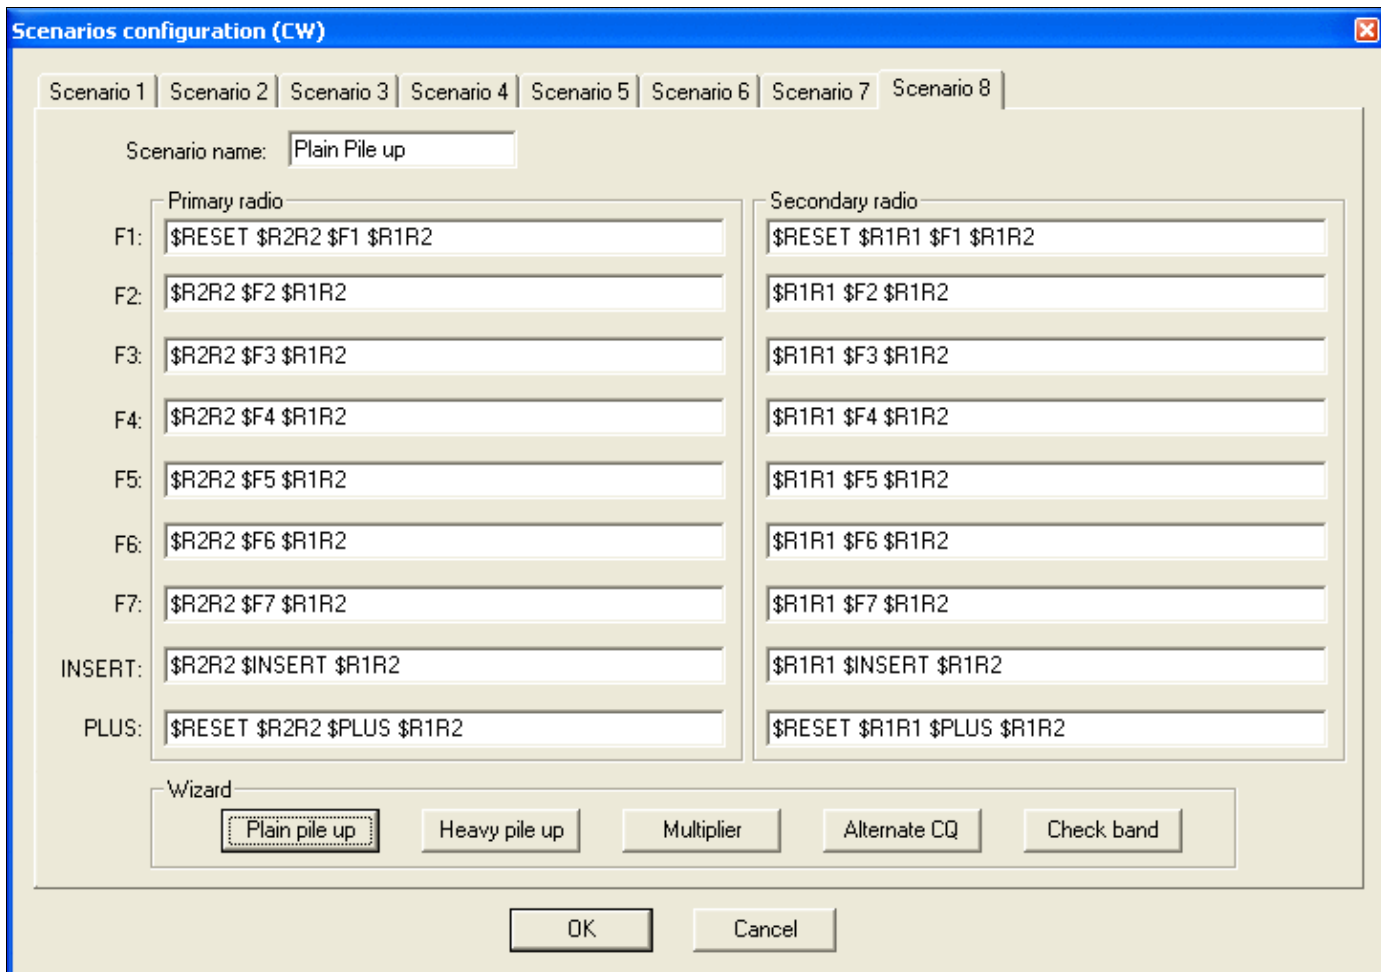 Scenarios configuration (CW)
Scenario 1 Scenario 2 Scenario 3 Scenario 4 Scenario 5 Scenario 6 Scenario 7 Scenario 8
Scenario name: Plain Pile up
Primary radio Secondary radio
F1: $RESET $R2R2 $F1 $R1R2 $RESET $R1R1 $F1 $R1R2
F2: $R2R2 $F2 $R1R2 $R1R1 $F2 $R1R2
F3: $R2R2 $F3 $R1R2 $R1R1 $F3 $R1R2
F4: $R2R2 $F4 $R1R2 $R1R1 $F4 $R1R2
F5: $R2R2 $F5 $R1R2 $R1R1 $F5 $R1R2
F6: $R2R2 $F6 $R1R2 $R1R1 $F6 $R1R2
F7: $R2R2 $F7 $R1R2 $R1R1 $F7 $R1R2
INSERT: $R2R2 $INSERT $R1R2 $R1R1 $INSERT $R1R2
PLUS: $RESET $R2R2 $PLUS $R1R2 $RESET $R1R1 $PLUS $R1R2
Wizard
Plain pile up Heavy pile up Multiplier Alternate CQ Check band
OK Cancel